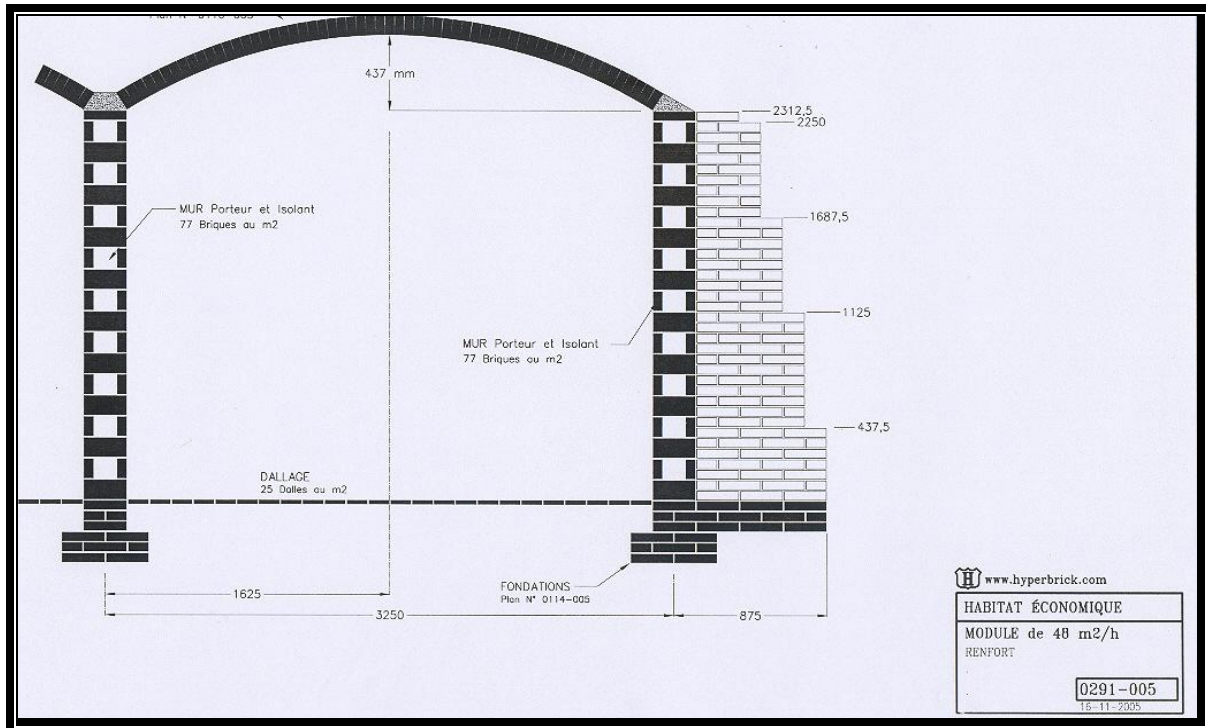 437 mm
2312,5
2250
MUR Porteur et Isolant
77 Briques au m2
1687,5
1125
MUR Porteur et Isolant
77 Briques au m2
437,5
DALLAGE
25 Dalles au m2
FONDATIONS
Plan N° 0114-005
1625
3250
875
H www.hyperbrick.com
HABITAT ÉCONOMIQUE
MODULE de 48 m2/h
RENFORT
0291-005
16-11-2005